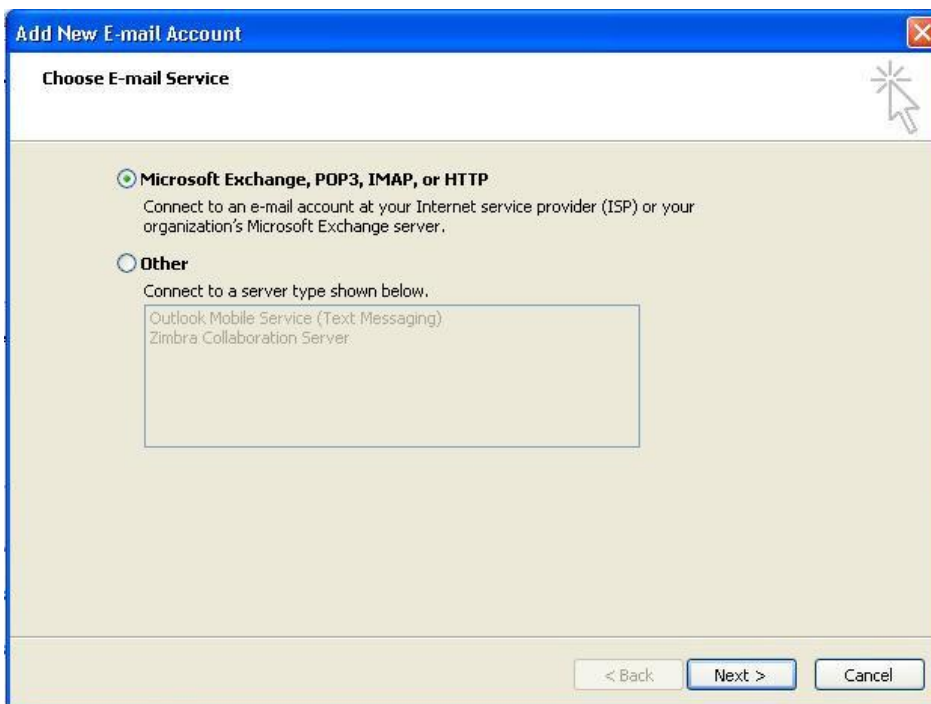 Add New E-mail Account
Choose E-mail Service
Microsoft Exchange, POP3, IMAP, or HTTP
Connect to an e-mail account at your Internet service provider (ISP) or your
organization's Microsoft Exchange server.
Other
Connect to a server type shown below.
Outlook Mobile Service (Text Messaging)
Zimbra Collaboration Server
< Back Next > Cancel